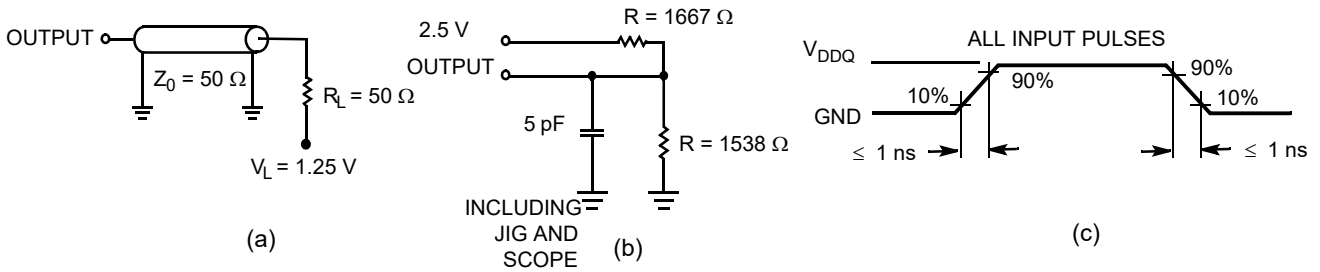 OUTPUT
Z0 = 50 Ω
RL = 50 Ω
VL = 1.25 V
(a)
R = 1667 Ω
2.5 V
OUTPUT
5 pF
R = 1538 Ω
INCLUDING
JIG AND
SCOPE
(b)
ALL INPUT PULSES
VDDQ
GND
10%
90%
90%
10%
≤ 1 ns
≤ 1 ns
(c)